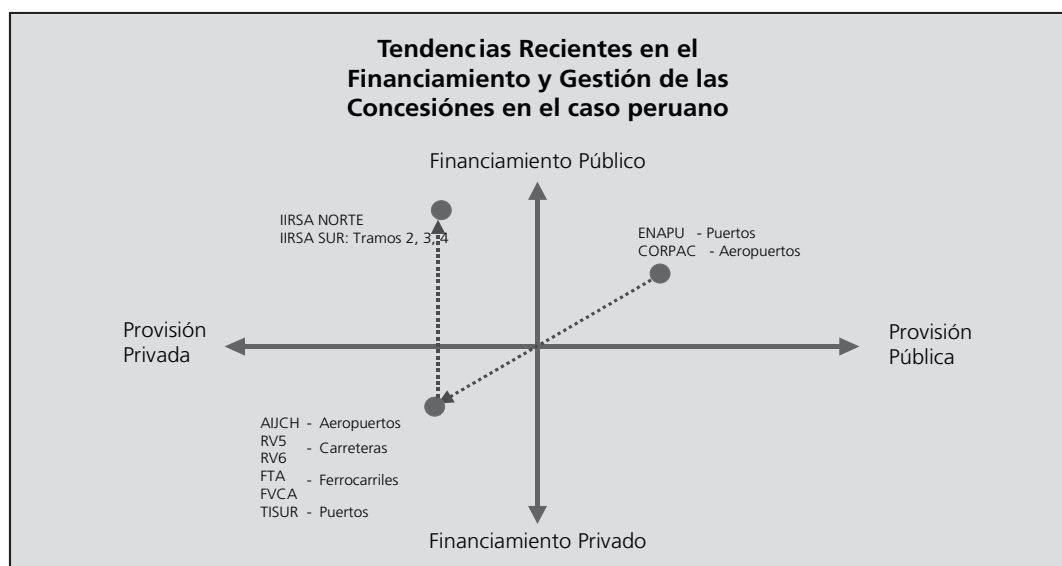 Tendencias Recientes en el
Financiamiento y Gestión de las
Concesiónes en el caso peruano
Financiamiento Público
IIRSA NORTE
IIRSA SUR: Tramos 2, 3, 4
ENAPU - Puertos
CORPAC - Aeropuertos
Provisión
Privada
Provisión
Pública
AIJCH - Aeropuertos
RV5
- Carreteras
RV6
FTA
- Ferrocarriles
FVCA
TISUR - Puertos
Financiamiento Privado